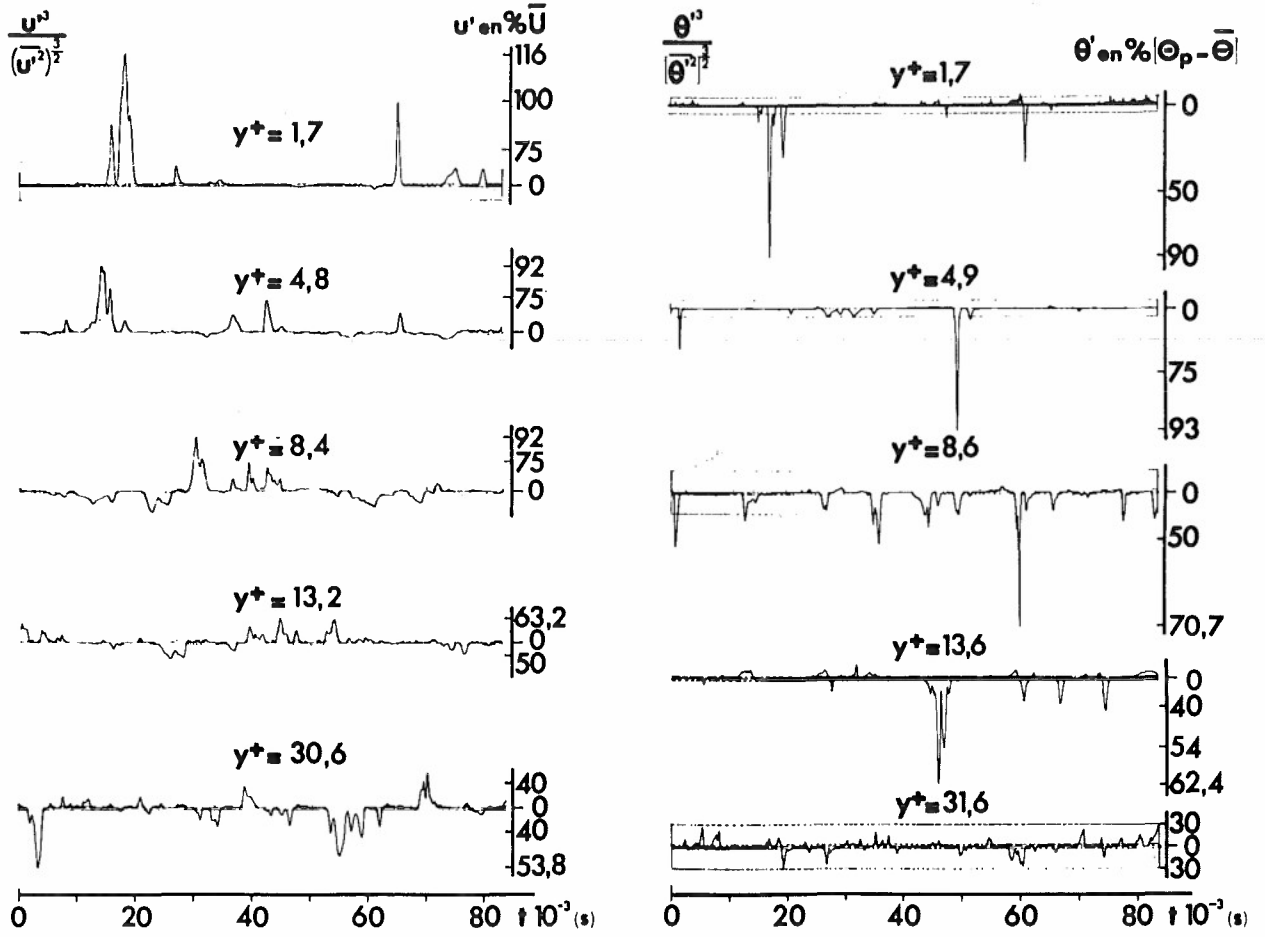 u'³ / (u'²)^3/2
u' en % U
116
100
y⁺= 1,7
75
0
92
y⁺= 4,8
75
0
92
y⁺= 8,4
75
0
y⁺= 13,2
63,2
0
50
y⁺= 30,6
40
0
40
53,8
0 20 40 60 80 t 10⁻³ (s)
θ'³ / [θ'²]^3/2
θ' en % [Θp - Θ]
y⁺= 1,7
0
50
90
y⁺= 4,9
0
75
93
y⁺= 8,6
0
50
70,7
y⁺= 13,6
0
40
54
62,4
y⁺= 31,6
30
0
30
0 20 40 60 80 t 10⁻³ (s)